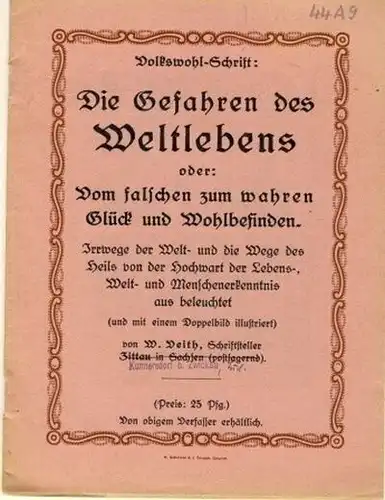 44A9
Volkswohl-Schrift:
Die Gefahren des
Weltlebens
oder:
Vom falschen zum wahren
Glück und Wohlbefinden.
Irrwege der Welt- und die Wege des
Heils von der Hochwart der Lebens-,
Welt- und Menschenerkenntnis
aus beleuchtet
(und mit einem Doppelbild illustriert)
von W. Veith, Schriftsteller
Zittau in Sachsen (postlagernd).
(Preis: 25 Pfg.)
Von obigem Verfasser erhältlich.